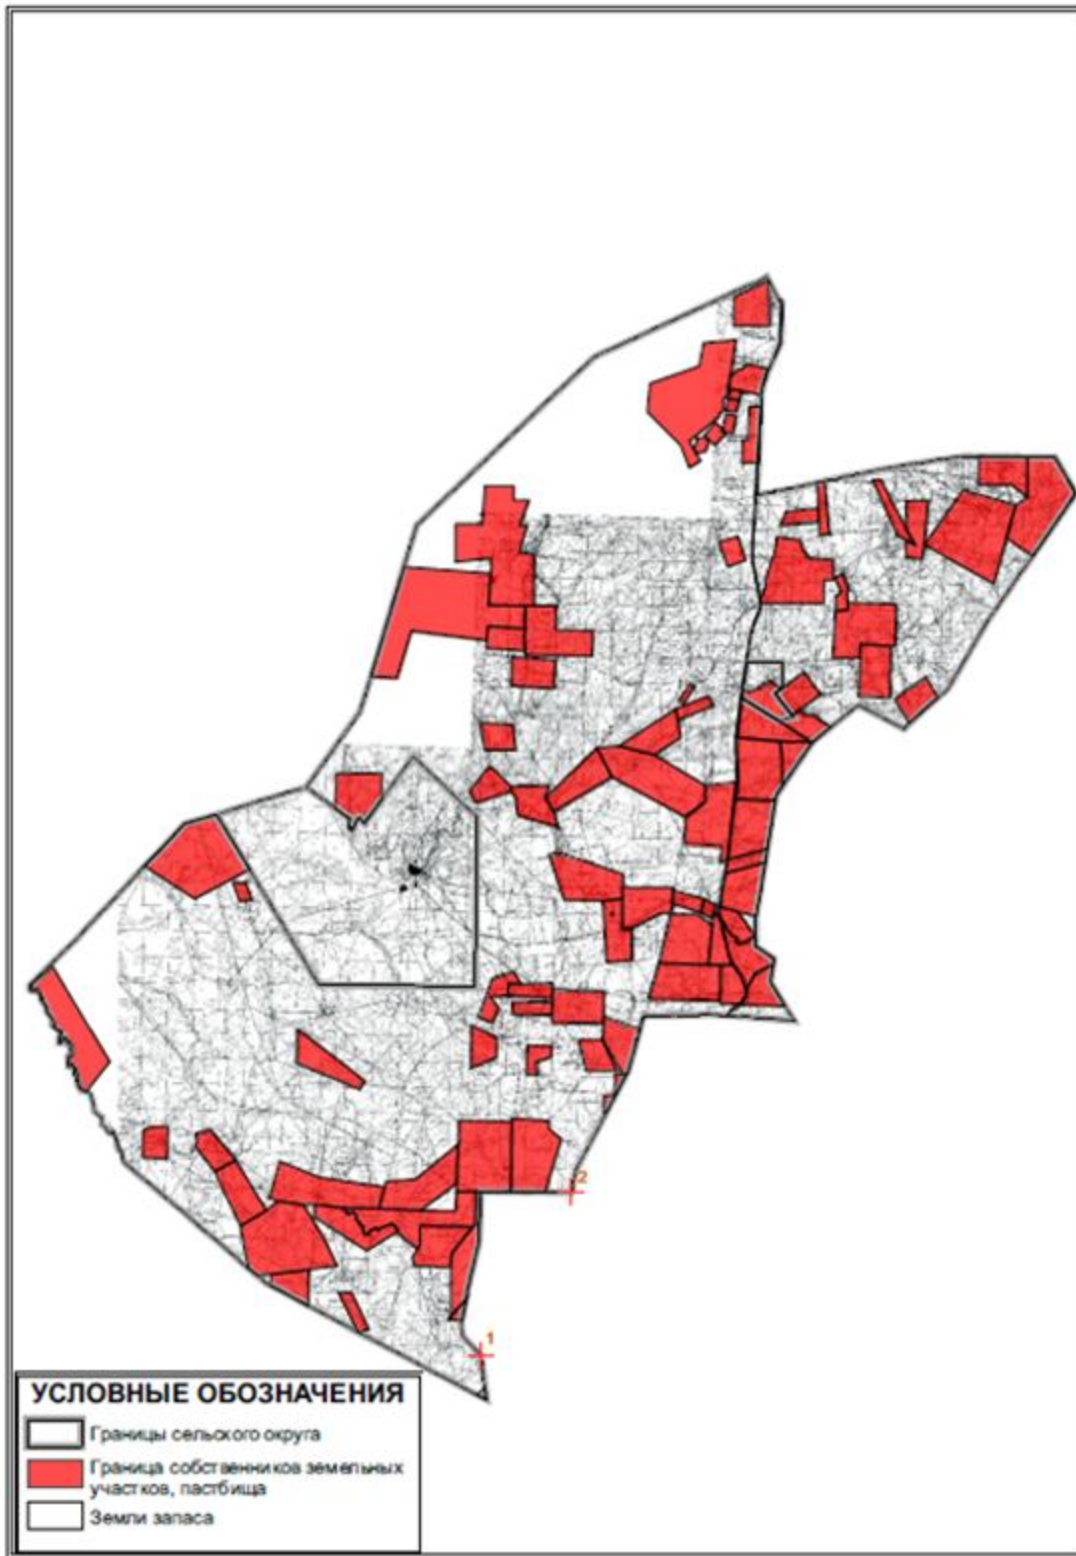 2
1
УСЛОВНЫЕ ОБОЗНАЧЕНИЯ
Границы сельского округа
Граница собственников земельных
участков, пастбища
Земли запаса